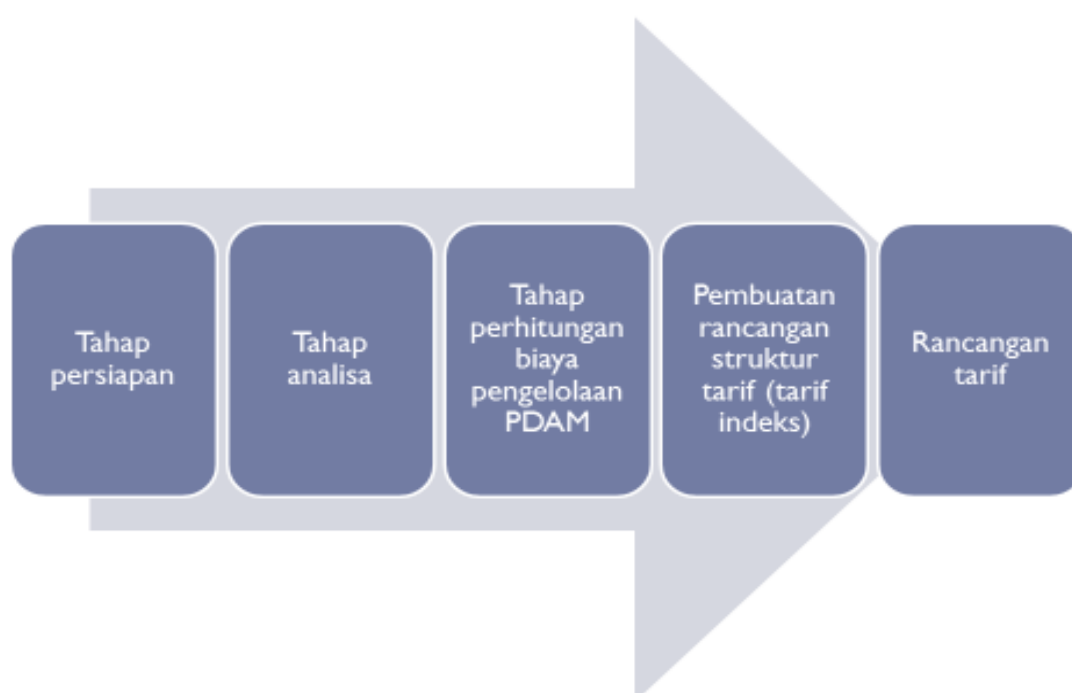 Tahap
persiapan
Tahap
analisa
Tahap
perhitungan
biaya
pengelolaan
PDAM
Pembuatan
rancangan
struktur
tarif (tarif
indeks)
Rancangan
tarif